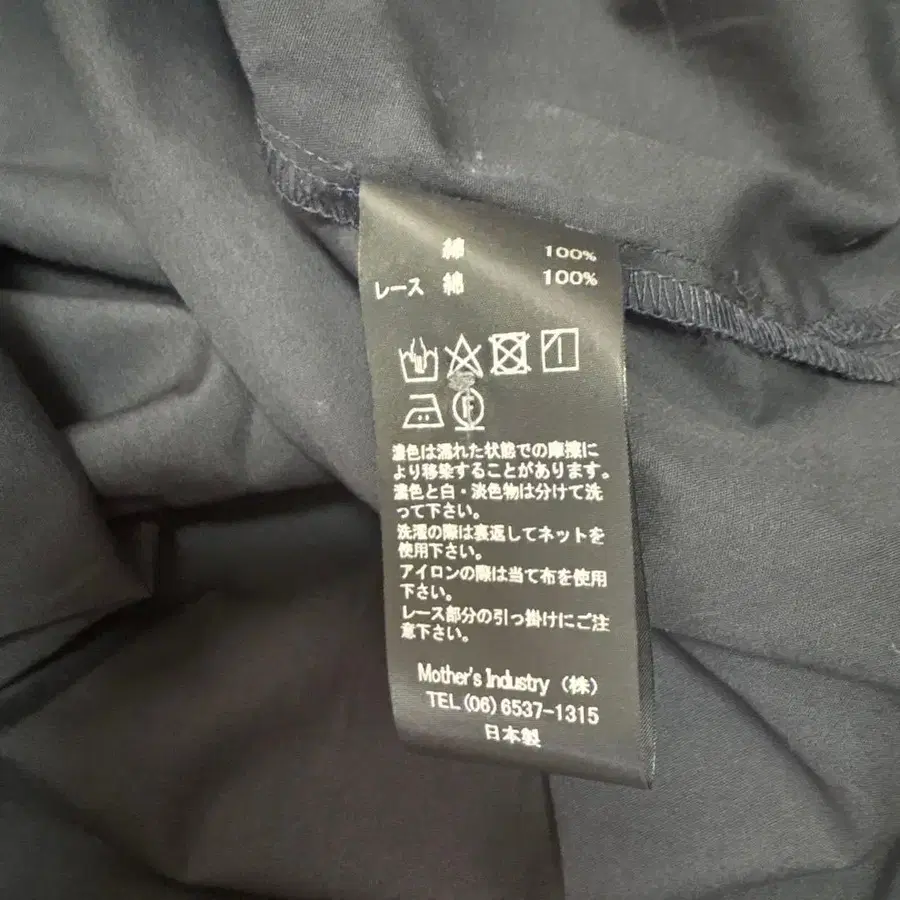 綿 100%
レース 綿 100%
濃色は濡れた状態での摩擦に
より移染することがあります。
濃色と白・淡色物は分けて洗
って下さい。
洗濯の際は裏返してネットを
使用下さい。
アイロンの際は当て布を使用
下さい。
レース部分の引っ掛けにご注
意下さい。
Mother's Industry（株）
TEL(06)6537-1315
日本製